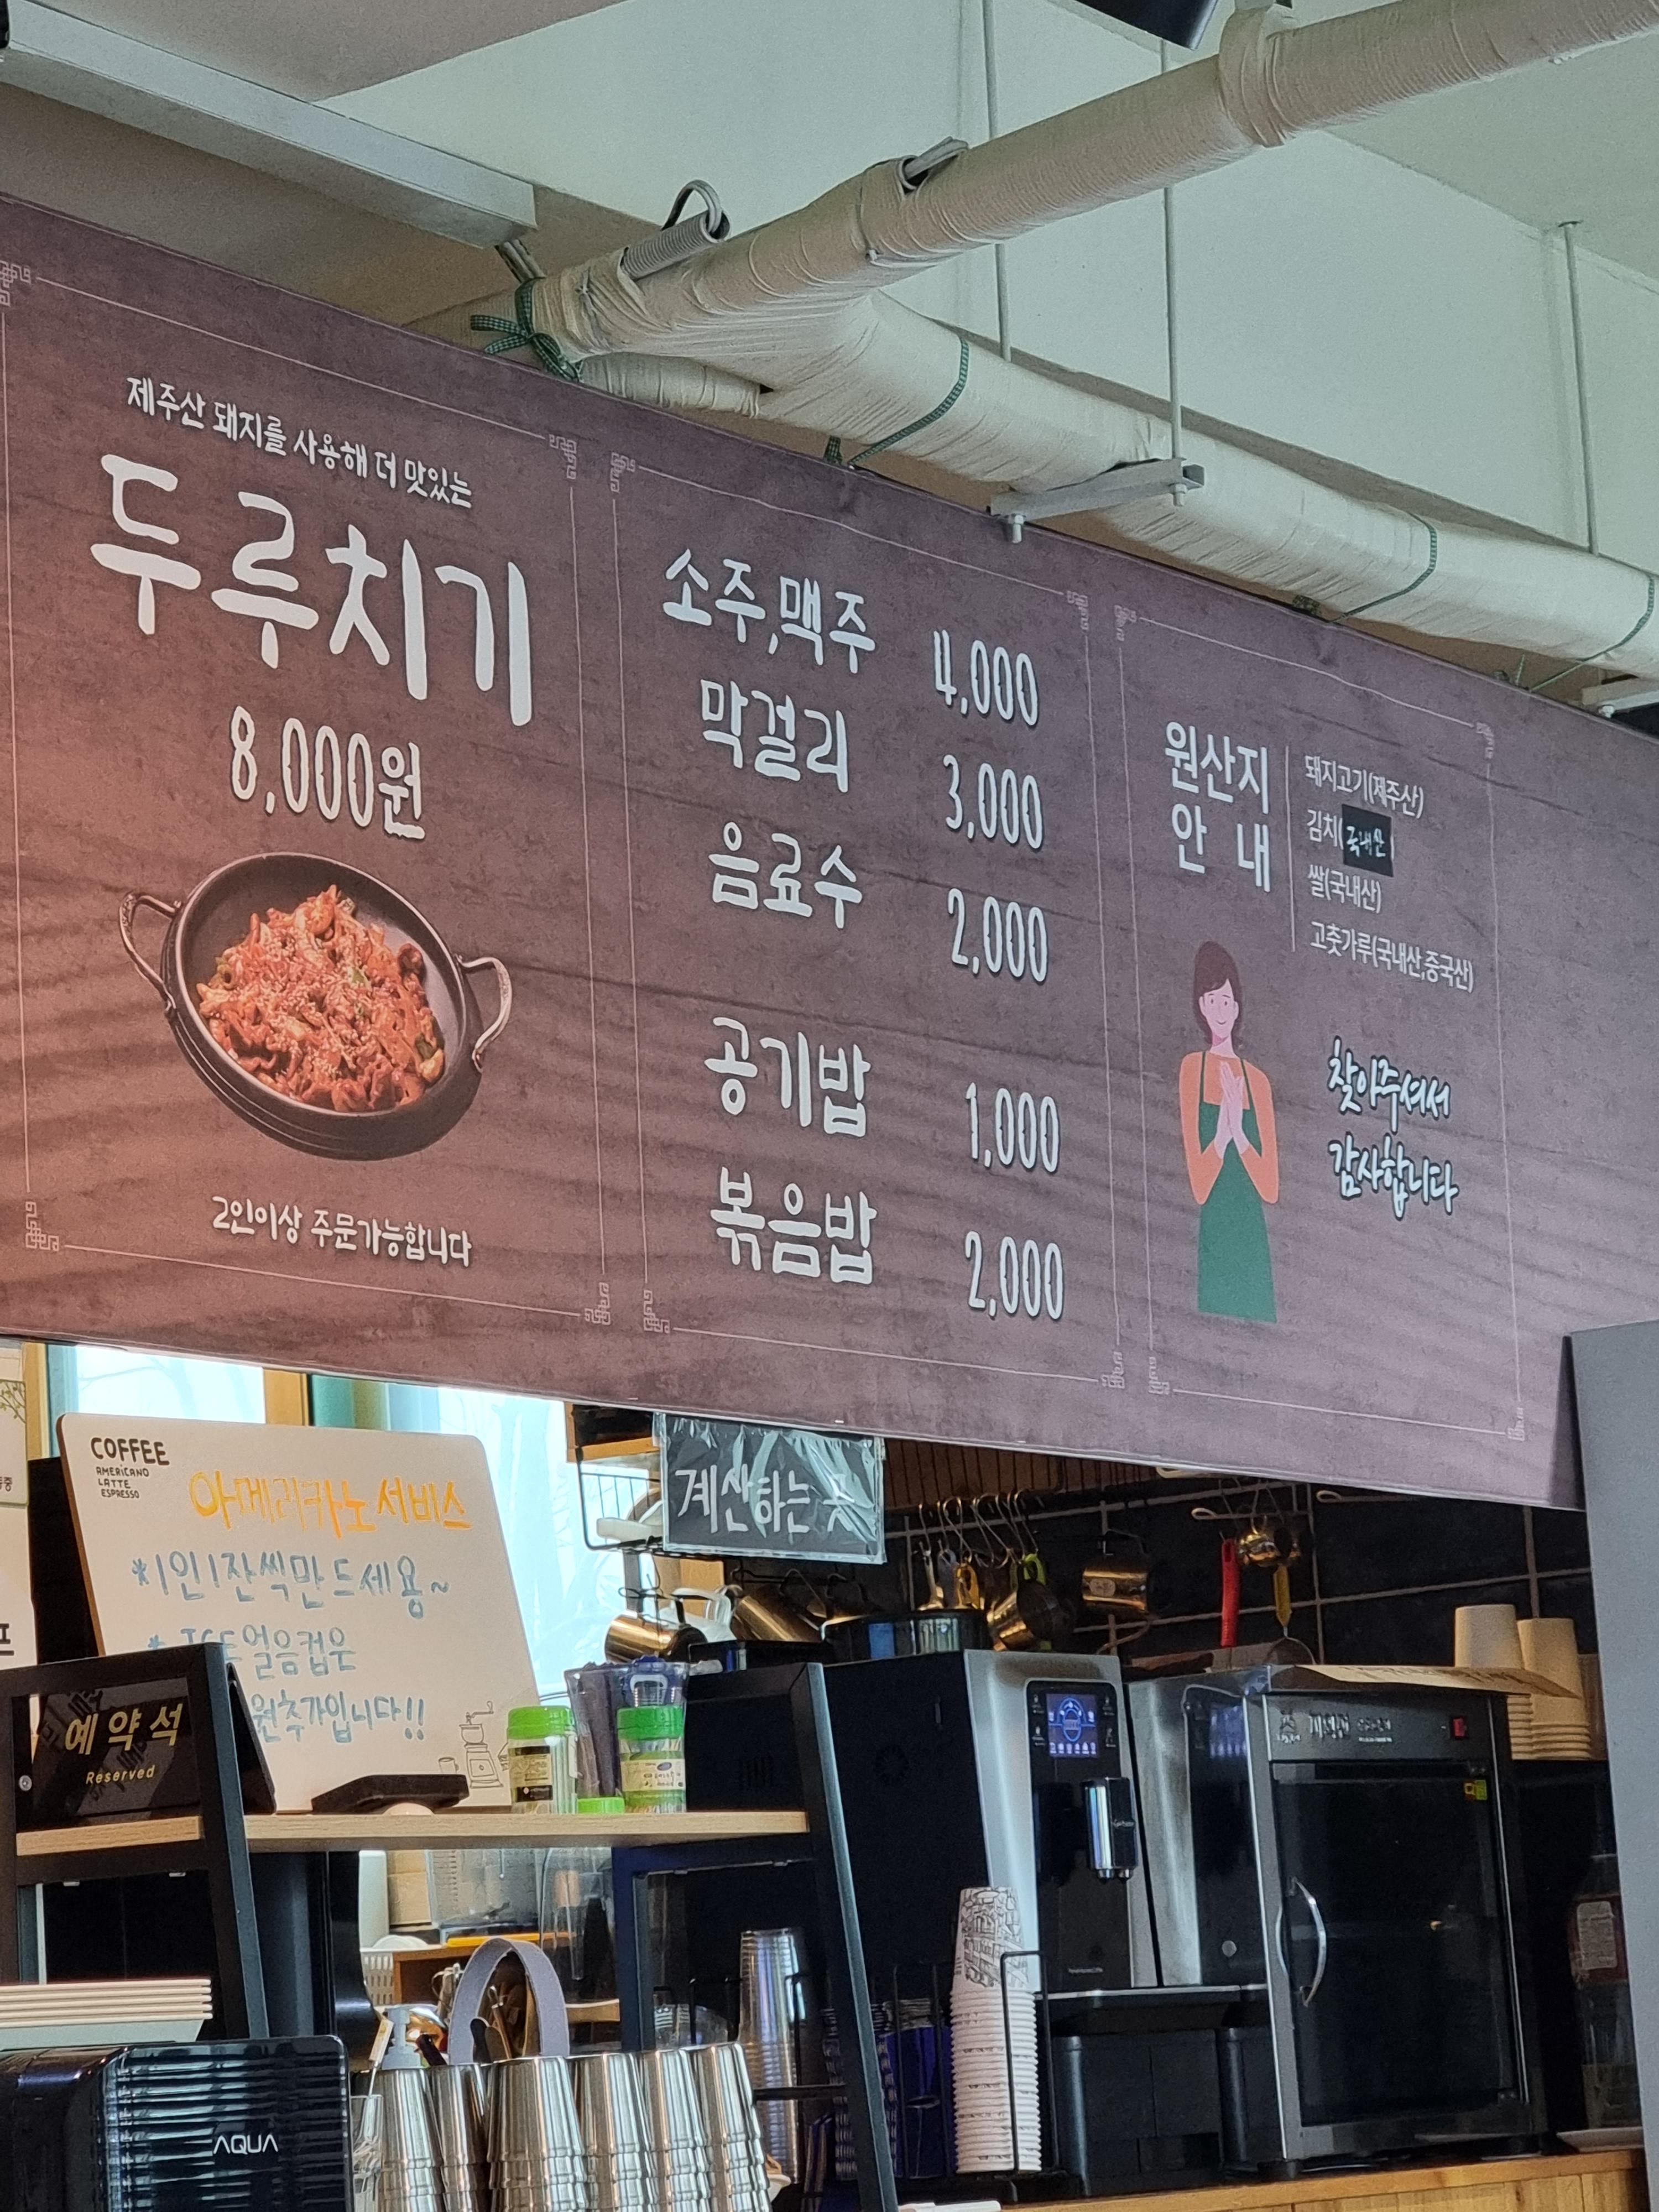 제주산 돼지를 사용해 더 맛있는
두루치기
8,000원
2인이상 주문가능합니다
소주,맥주 4,000
막걸리 3,000
음료수 2,000
공기밥 1,000
볶음밥 2,000
원산지
안 내
돼지고기(제주산)
김치(국내산)
쌀(국내산)
고춧가루(국내산,중국산)
찾아주셔서
감사합니다
COFFEE
AMERICANO
LATTE
ESPRESSO
아메리카노 서비스
*1인1잔씩만 드세용~
* ICE얼음컵은
원추가입니다!!
계산하는 곳
예약석
Reserved
AQUA